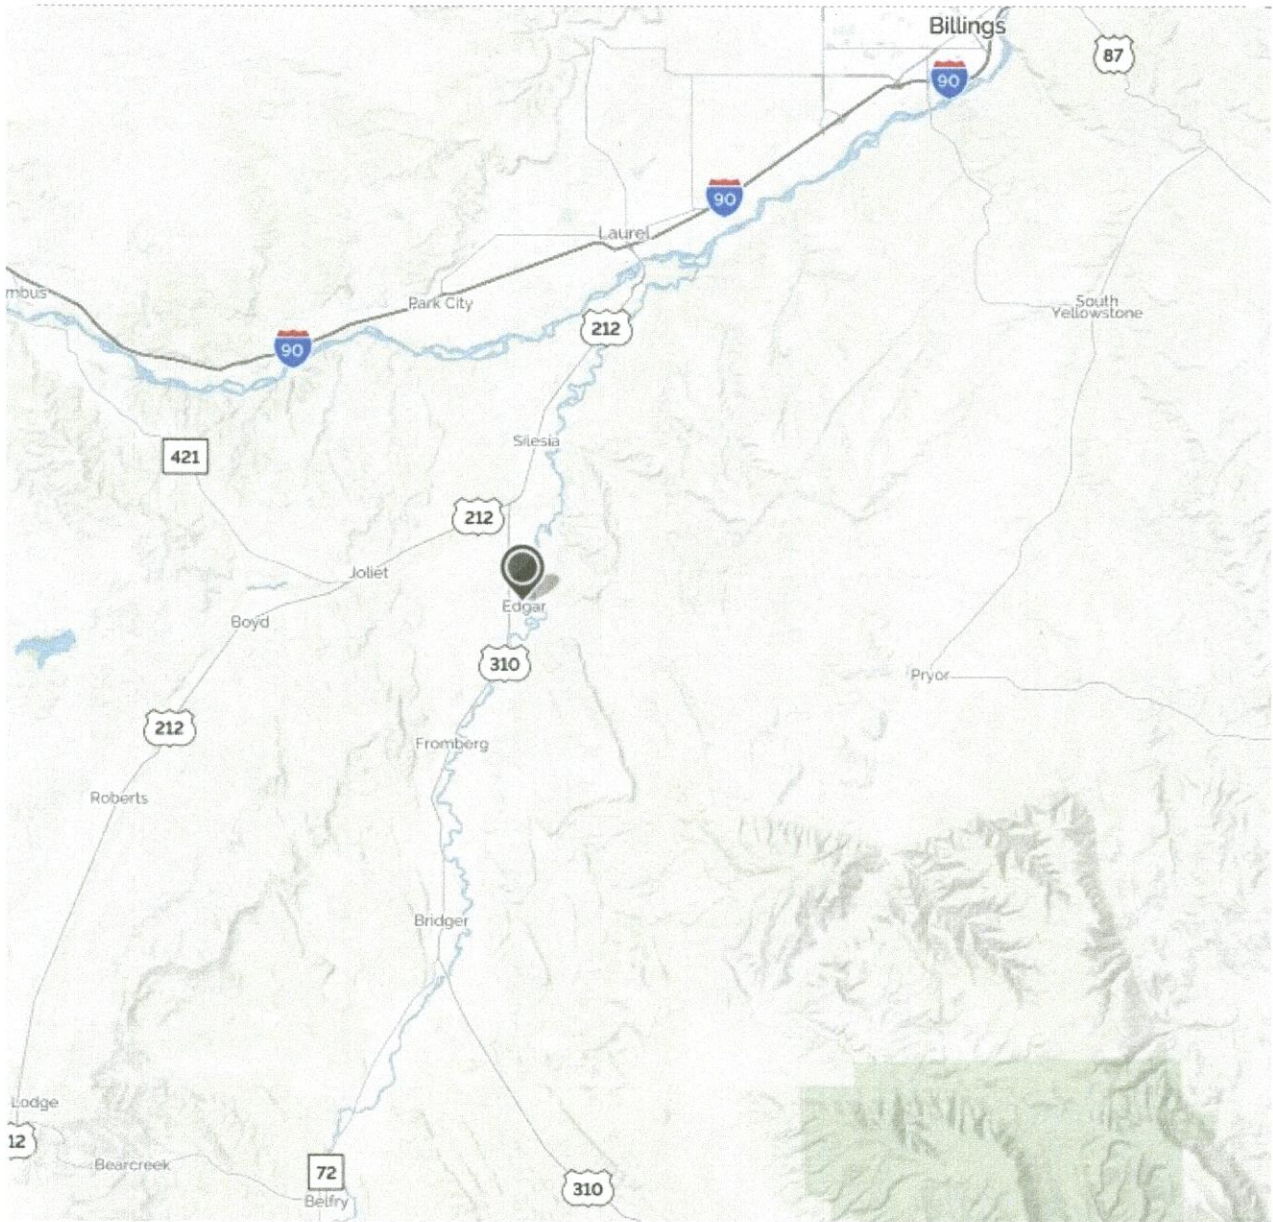 Billings
87
90
90
Laurel
mbus
Park City
South
Yellowstone
212
90
Silesia
421
212
Joliet
Edgar
Boyd
310
Pryor
212
Fromberg
Roberts
Bridger
Lodge
12
Bearcreek
72
310
Belfry